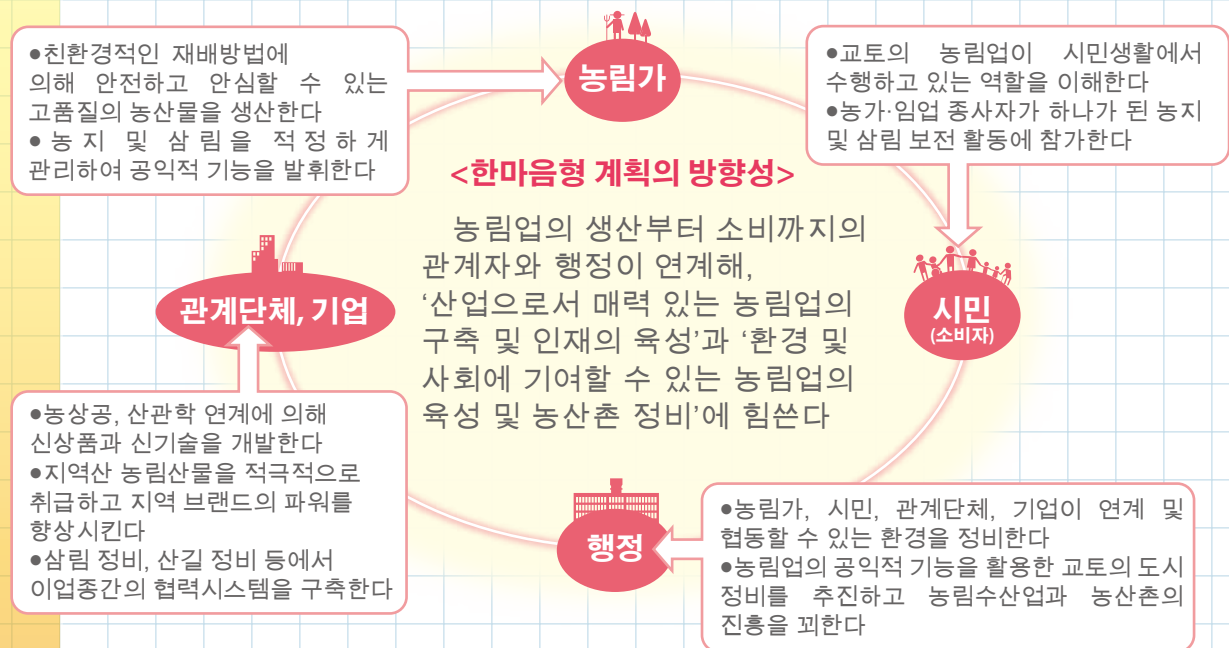 농림가
●친환경적인 재배방법에
의해 안전하고 안심할 수 있는
고품질의 농산물을 생산한다
●농지 및 삼림을 적정하게
관리하여 공익적 기능을 발휘한다
●교토의 농림업이 시민생활에서
수행하고 있는 역할을 이해한다
●농가·임업 종사자가 하나가 된 농지
및 삼림 보전 활동에 참가한다
<한마음형 계획의 방향성>
농림업의 생산부터 소비까지의
관계자와 행정이 연계해,
‘산업으로서 매력 있는 농림업의
구축 및 인재의 육성’과 ‘환경 및
사회에 기여할 수 있는 농림업의
육성 및 농산촌 정비’에 힘쓴다
관계단체, 기업
시민
(소비자)
●농상공, 산관학 연계에 의해
신상품과 신기술을 개발한다
●지역산 농림산물을 적극적으로
취급하고 지역 브랜드의 파워를
향상시킨다
●삼림 정비, 산길 정비 등에서
이업종간의 협력시스템을 구축한다
행정
●농림가, 시민, 관계단체, 기업이 연계 및
협동할 수 있는 환경을 정비한다
●농림업의 공익적 기능을 활용한 교토의 도시
정비를 추진하고 농림수산업과 농산촌의
진흥을 꾀한다